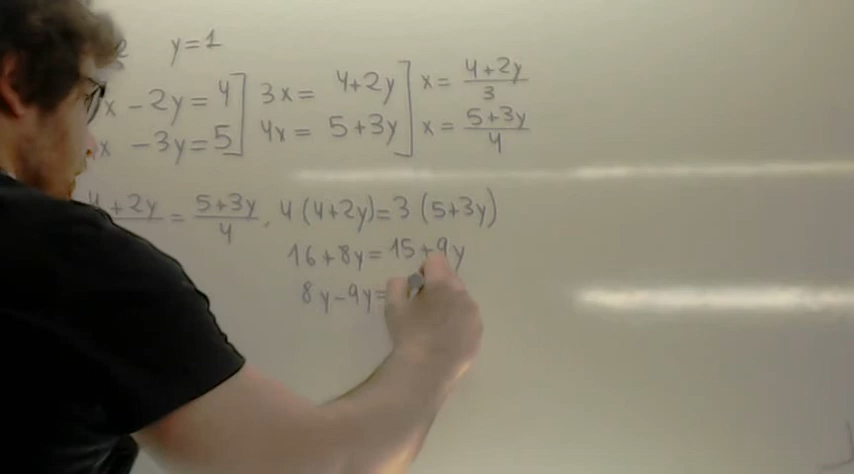 y=1
x - 2y = 4] 3x = 4+2y] x = 4+2y/3
x - 3y = 5] 4x = 5+3y] x = 5+3y/4
4+2y = 5+3y/4, 4(4+2y)=3(5+3y)
16+8y=15+9y
8y-9y=